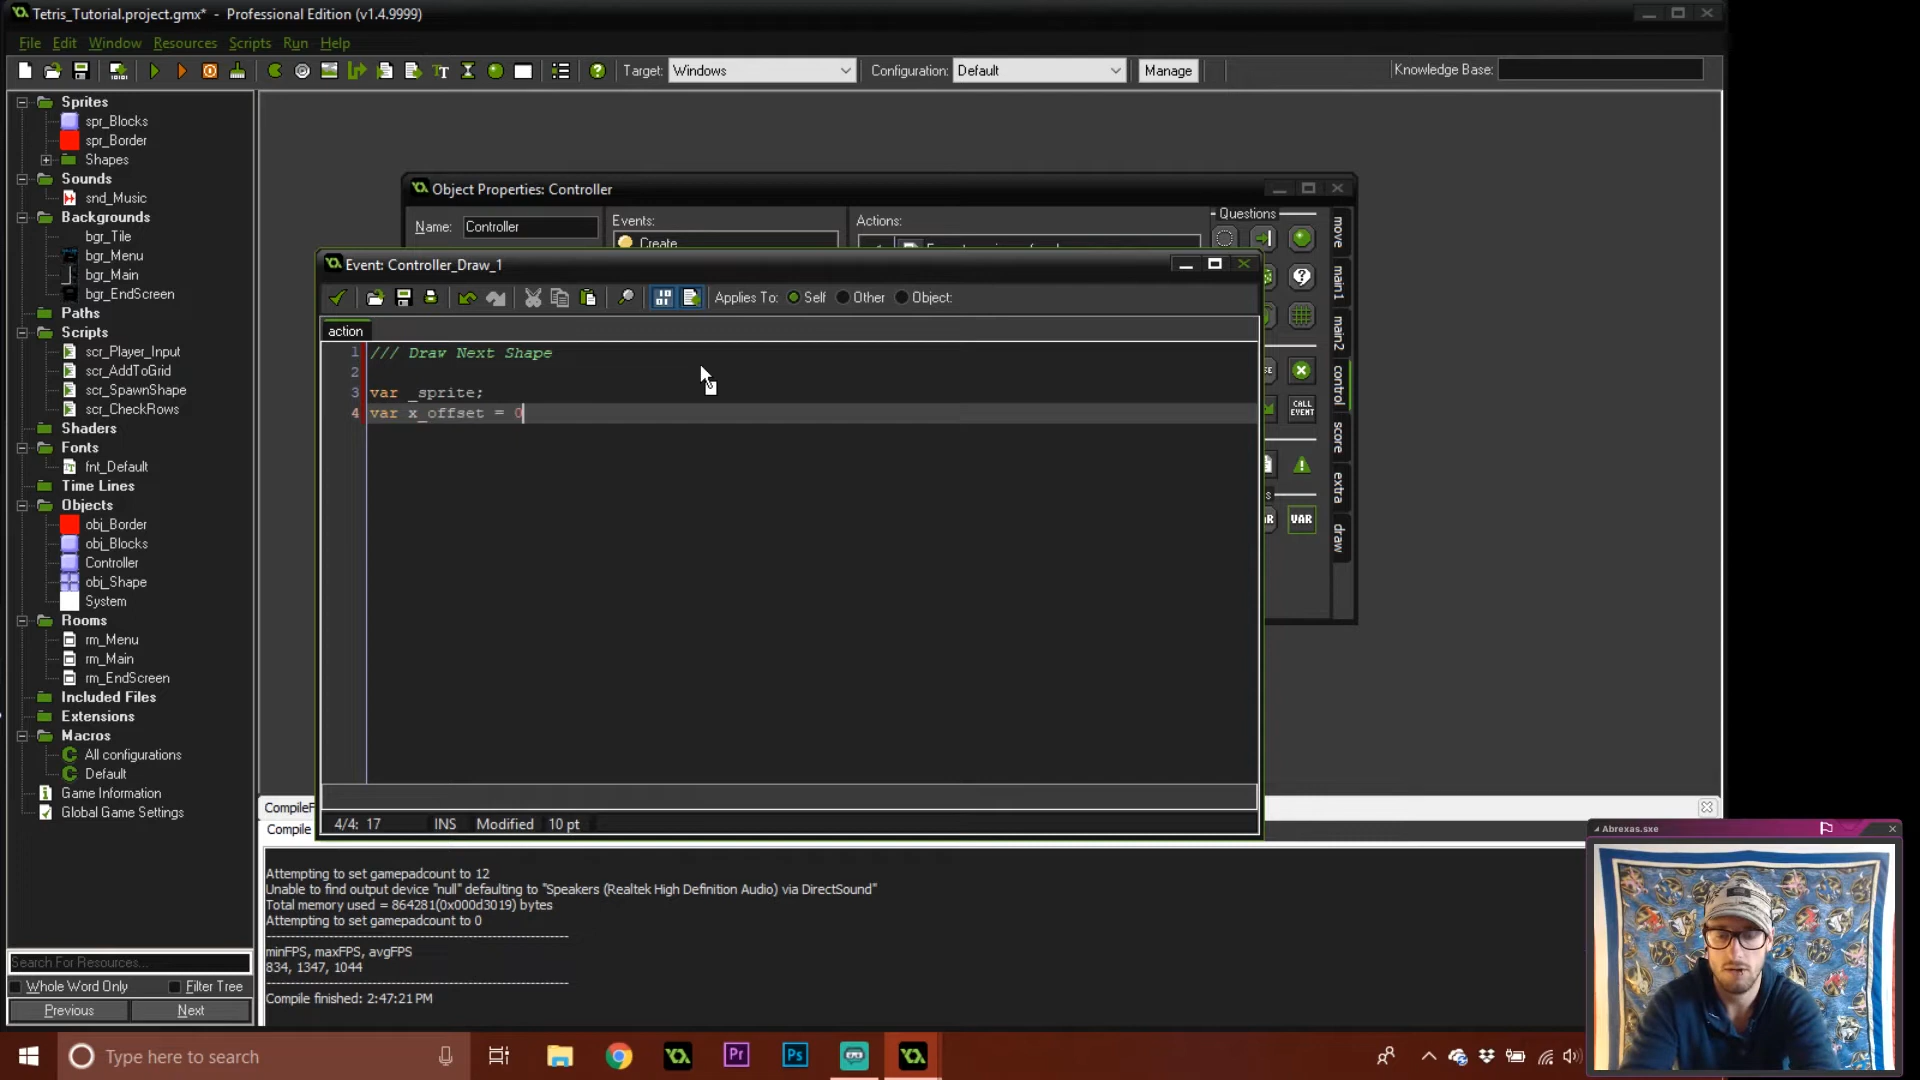 Tetris_Tutorial.project.gmx* - Professional Edition (v1.4.9999)
File Edit Window Resources Scripts Run Help
Target: Windows Configuration: Default Manage Knowledge Base:
Sprites
spr_Blocks
spr_Border
Shapes
Sounds
snd_Music
Backgrounds
bgr_Tile
bgr_Menu
bgr_Main
bgr_EndScreen
Paths
Scripts
scr_Player_Input
scr_AddToGrid
scr_SpawnShape
scr_CheckRows
Shaders
Fonts
fnt_Default
Time Lines
Objects
obj_Border
obj_Blocks
Controller
obj_Shape
System
Rooms
rm_Menu
rm_Main
rm_EndScreen
Included Files
Extensions
Macros
All configurations
Default
Game Information
Global Game Settings
Search For Resources...
Whole Word Only Filter Tree
Previous Next
Object Properties: Controller
Name: Controller Events: Actions:
Create
Questions
move
main1
main2
control
score
extra
draw
CALL EVENT
VAR
Event: Controller_Draw_1
Applies To: Self Other Object:
action
1 /// Draw Next Shape
2
3 var _sprite;
4 var x_offset = 0
4/4: 17 INS Modified 10 pt
Compile
Attempting to set gamepadcount to 12
Unable to find output device "null" defaulting to "Speakers (Realtek High Definition Audio) via DirectSound"
Total memory used = 864281(0x000d3019) bytes
Attempting to set gamepadcount to 0
minFPS, maxFPS, avgFPS
834, 1347, 1044
Compile finished: 2:47:21 PM
Abrexas.sxe
Type here to search
Pr
Ps